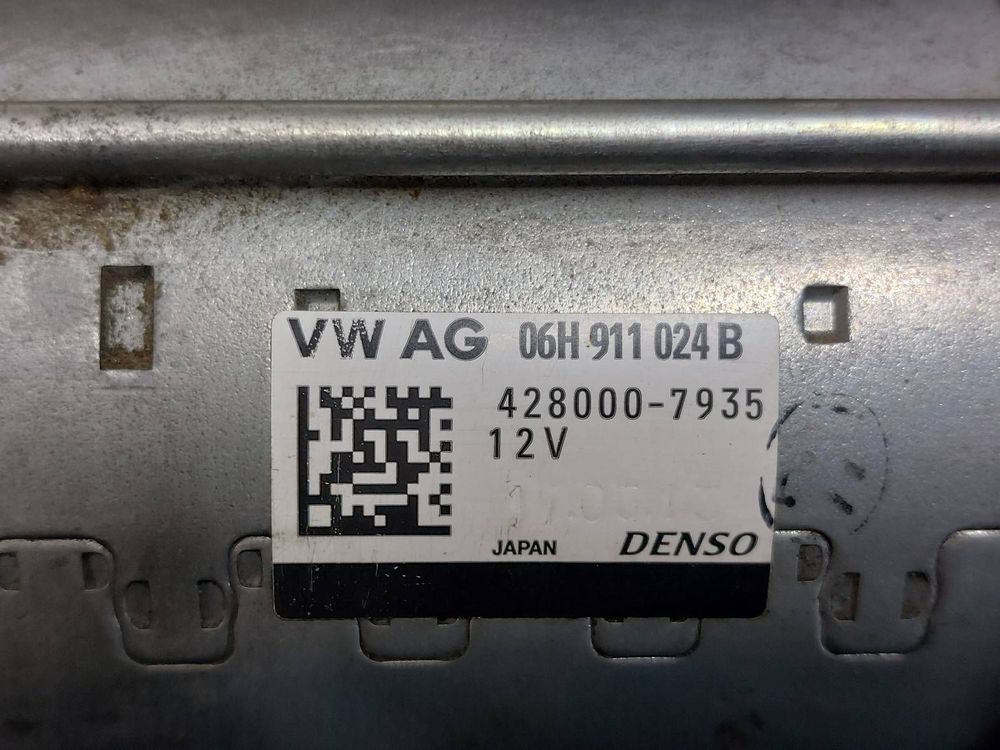 VW AG 06H 911 024 B
428000-7935
12V
JAPAN DENSO